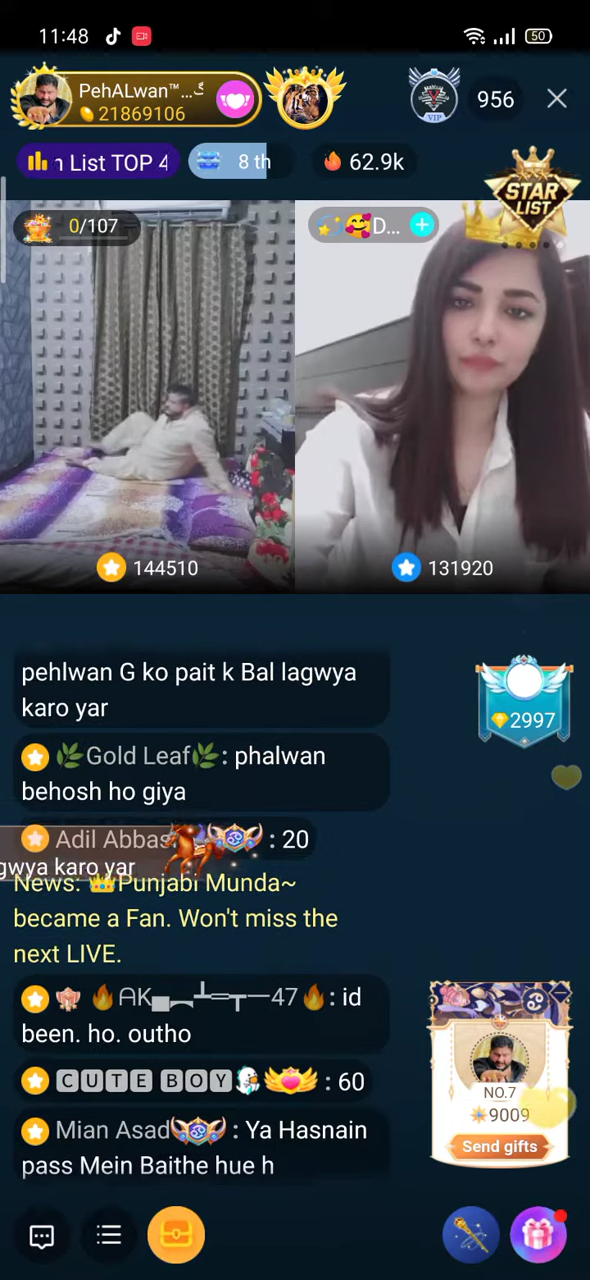 11:48
50
PehALwan™...گ
21869106
VIP
956
n List TOP 4
8 th
62.9k
STAR
LIST
0/107
D...
144510
131920
pehlwan G ko pait k Bal lagwya
karo yar
2997
🌿Gold Leaf🌿: phalwan
behosh ho giya
Adil Abbas : 20
gwya karo yar
News: 👑Punjabi Munda~
became a Fan. Won't miss the
next LIVE.
47🔥: id
been. ho. outho
CUTE BOY : 60
Mian Asad : Ya Hasnain
pass Mein Baithe hue h
NO.7
9009
Send gifts